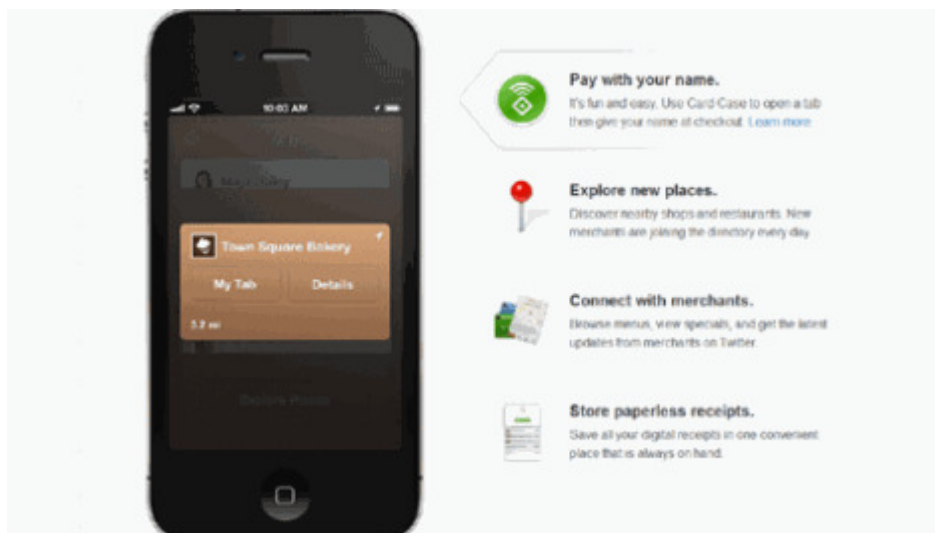 10:03 AM
Town Square Bakery
My Tab
Details
Pay with your name.
It's fun and easy. Use Card Case to open a tab
then give your name at checkout. Learn more
Explore new places.
Discover nearby shops and restaurants. New
merchants are joining the directory every day.
Connect with merchants.
Browse menus, view specials, and get the latest
updates from merchants on Twitter.
Store paperless receipts.
Save all your digital receipts in one convenient
place that is always on hand.